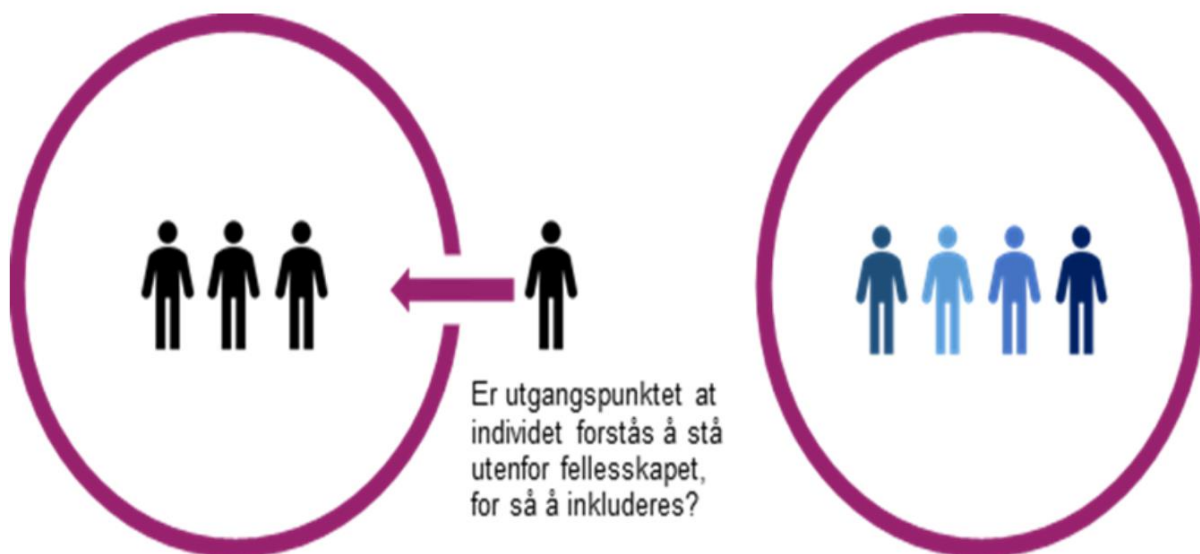 Er utgangspunktet at
individet forstås å stå
utenfor fellesskapet,
for så å inkluderes?